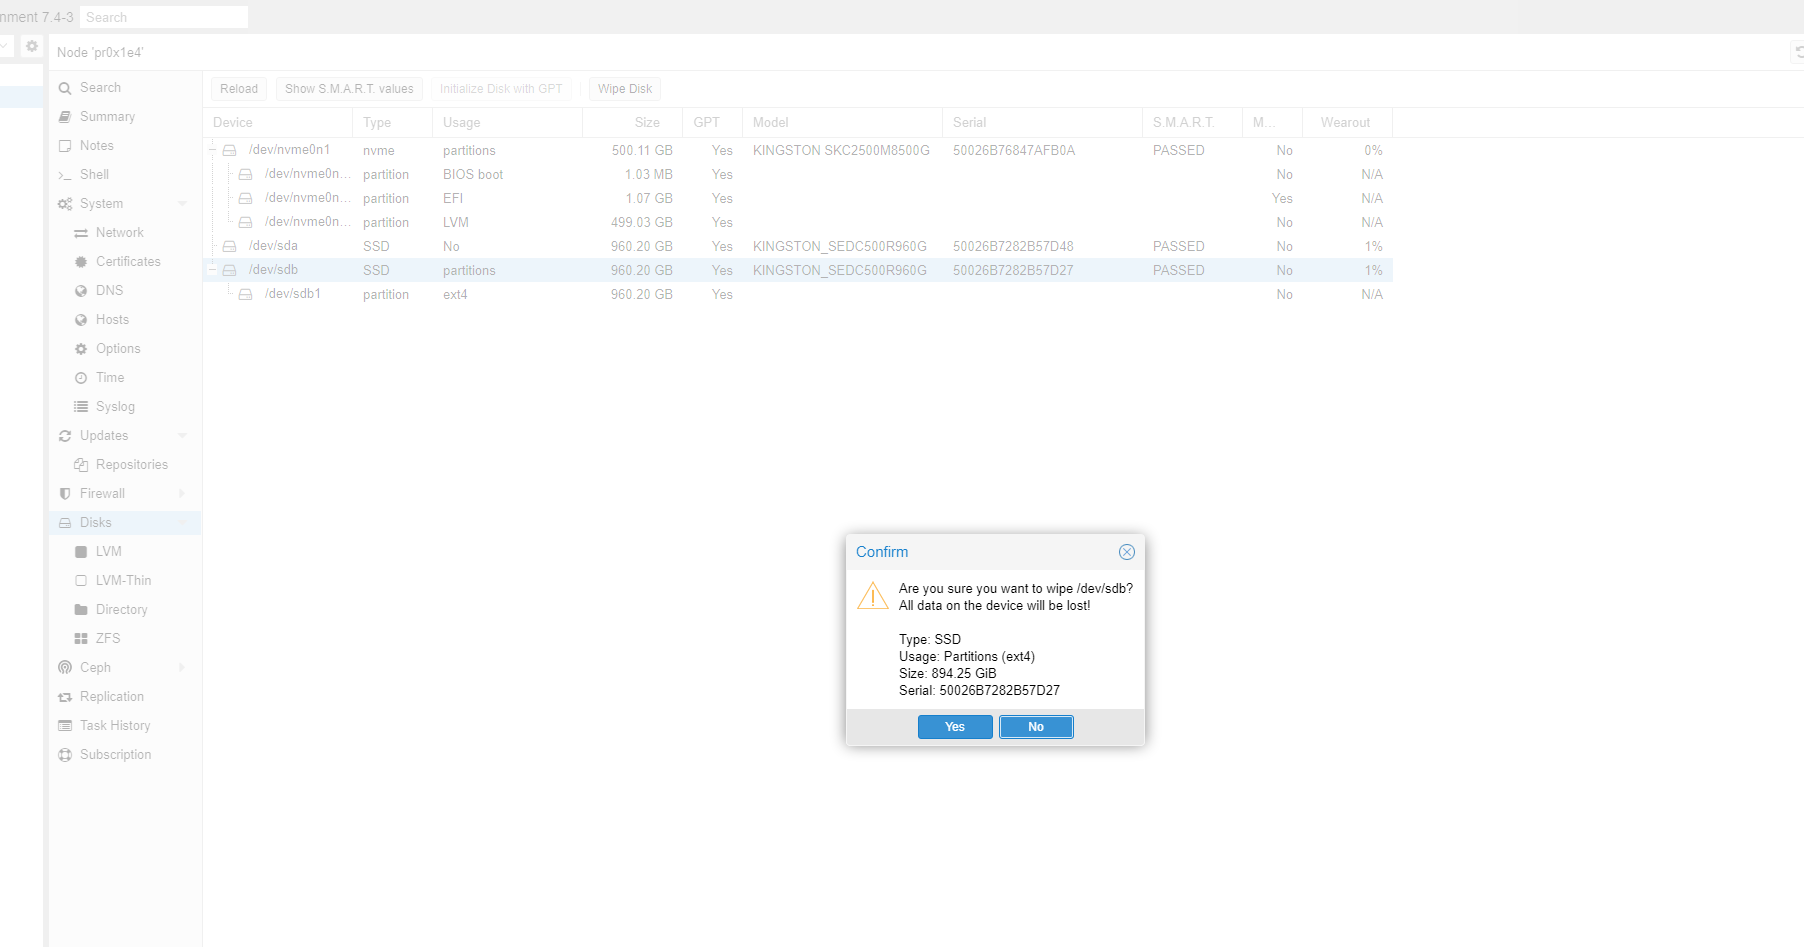 nment 7.4-3 Search
Node 'pr0x1e4'
Search
Summary
Notes
Shell
System
Network
Certificates
DNS
Hosts
Options
Time
Syslog
Updates
Repositories
Firewall
Disks
LVM
LVM-Thin
Directory
ZFS
Ceph
Replication
Task History
Subscription
Reload Show S.M.A.R.T. values Initialize Disk with GPT Wipe Disk
Device Type Usage Size GPT Model Serial S.M.A.R.T. M... Wearout
/dev/nvme0n1 nvme partitions 500.11 GB Yes KINGSTON SKC2500M8500G 50026B76847AFB0A PASSED No 0%
/dev/nvme0n... partition BIOS boot 1.03 MB Yes No N/A
/dev/nvme0n... partition EFI 1.07 GB Yes Yes N/A
/dev/nvme0n... partition LVM 499.03 GB Yes No N/A
/dev/sda SSD No 960.20 GB Yes KINGSTON_SEDC500R960G 50026B7282B57D48 PASSED No 1%
/dev/sdb SSD partitions 960.20 GB Yes KINGSTON_SEDC500R960G 50026B7282B57D27 PASSED No 1%
/dev/sdb1 partition ext4 960.20 GB Yes No N/A
Confirm
Are you sure you want to wipe /dev/sdb?
All data on the device will be lost!
Type: SSD
Usage: Partitions (ext4)
Size: 894.25 GiB
Serial: 50026B7282B57D27
Yes No